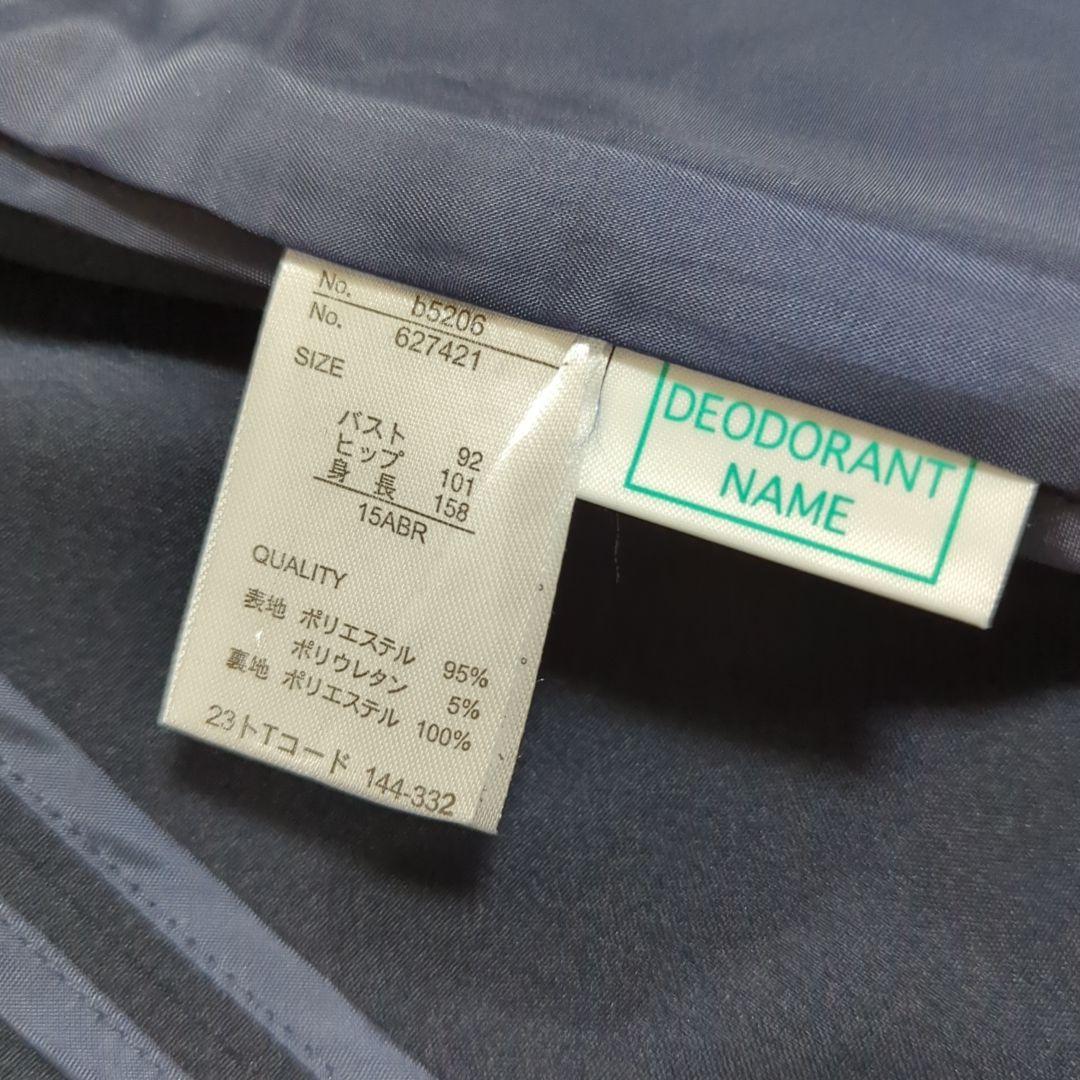 No. b5206
No. 627421
SIZE
バスト 92
ヒップ 101
身長 158
15ABR
QUALITY
表地 ポリエステル 95%
ポリウレタン 5%
裏地 ポリエステル 100%
23トTコード 144-332
DEODORANT
NAME